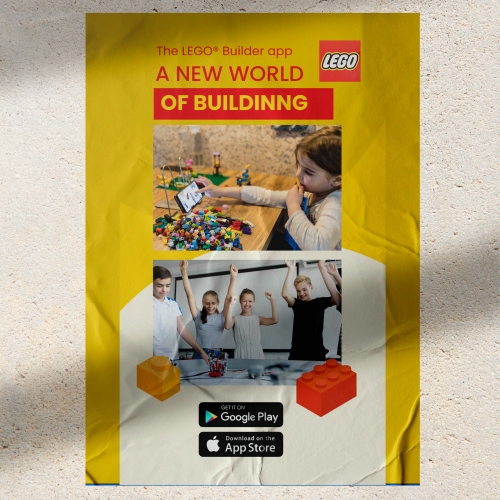 The LEGO® Builder app
LEGO
A NEW WORLD
OF BUILDINNG
GET IT ON
Google Play
Download on the
App Store